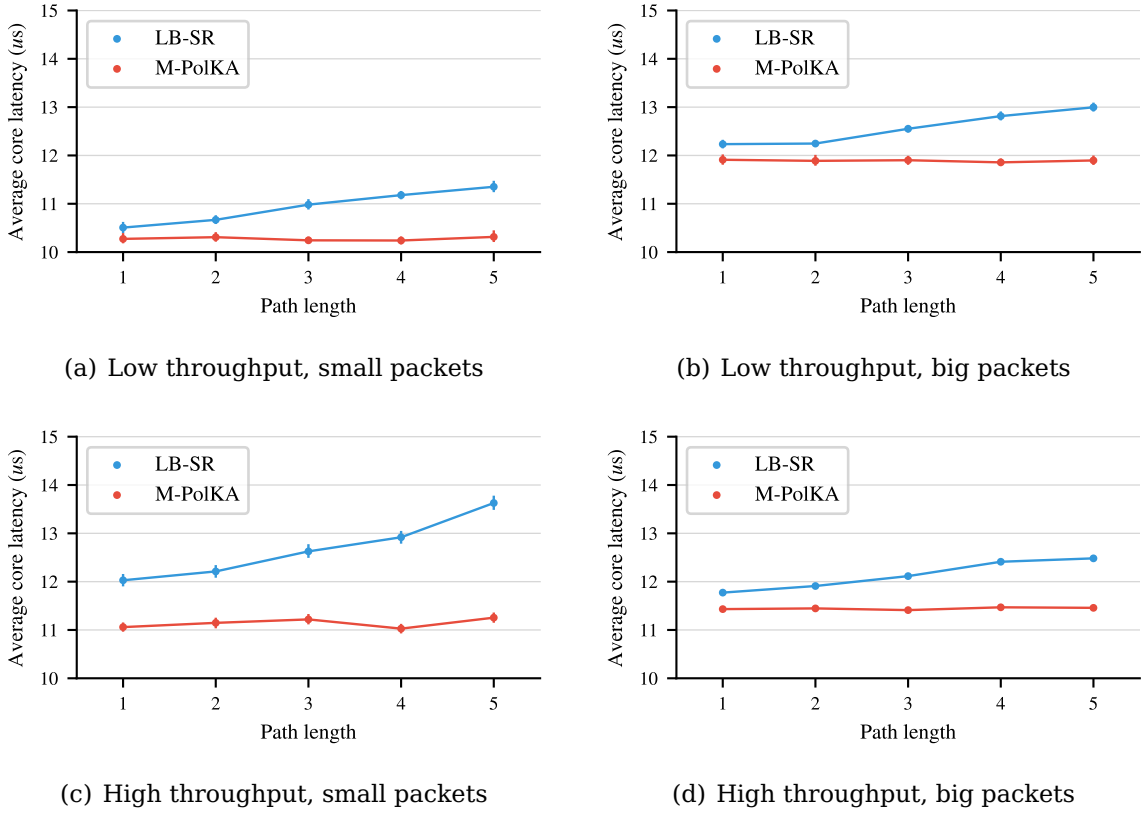 15
14
13
12
11
10
Average core latency (us)
LB-SR
M-PolKA
1 2 3 4 5
Path length
(a) Low throughput, small packets
15
14
13
12
11
10
Average core latency (us)
LB-SR
M-PolKA
1 2 3 4 5
Path length
(b) Low throughput, big packets
15
14
13
12
11
10
Average core latency (us)
LB-SR
M-PolKA
1 2 3 4 5
Path length
(c) High throughput, small packets
15
14
13
12
11
10
Average core latency (us)
LB-SR
M-PolKA
1 2 3 4 5
Path length
(d) High throughput, big packets